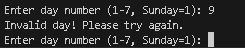 Enter day number (1-7, Sunday=1): 9
Invalid day! Please try again.
Enter day number (1-7, Sunday=1):